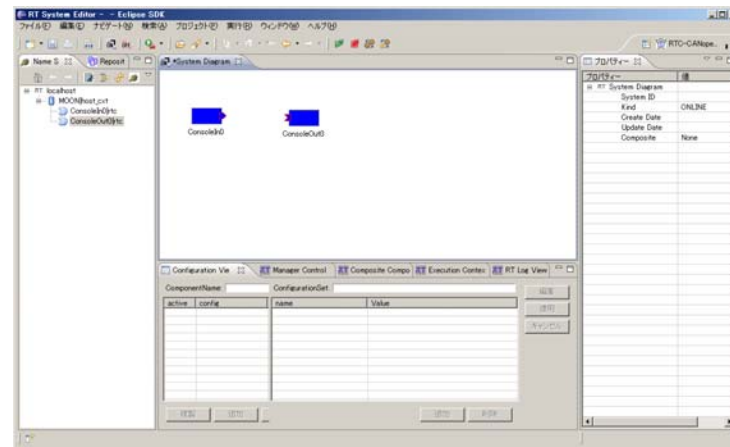 RT System Editor - - Eclipse SDK
ファイル(F) 編集(E) ナビゲート(N) 検索(A) プロジェクト(P) 実行(R) ウィンドウ(W) ヘルプ(H)
RTC-CANope..
Name S
Reposit
*System Diagram
プロパティー
RT localhost
MOON|host_cxt
ConsoleIn0|rtc
ConsoleOut0|rtc
ConsoleIn0
ConsoleOut0
プロパティー 値
RT System Diagram
System ID
Kind ONLINE
Create Date
Update Date
Composite None
Configuration Vie
Manager Control
Composite Compo
Execution Contex
RT Log View
ComponentName: ConfigurationSet:
編集
active config name Value
適用
キャンセル
複製 追加 追加 削除